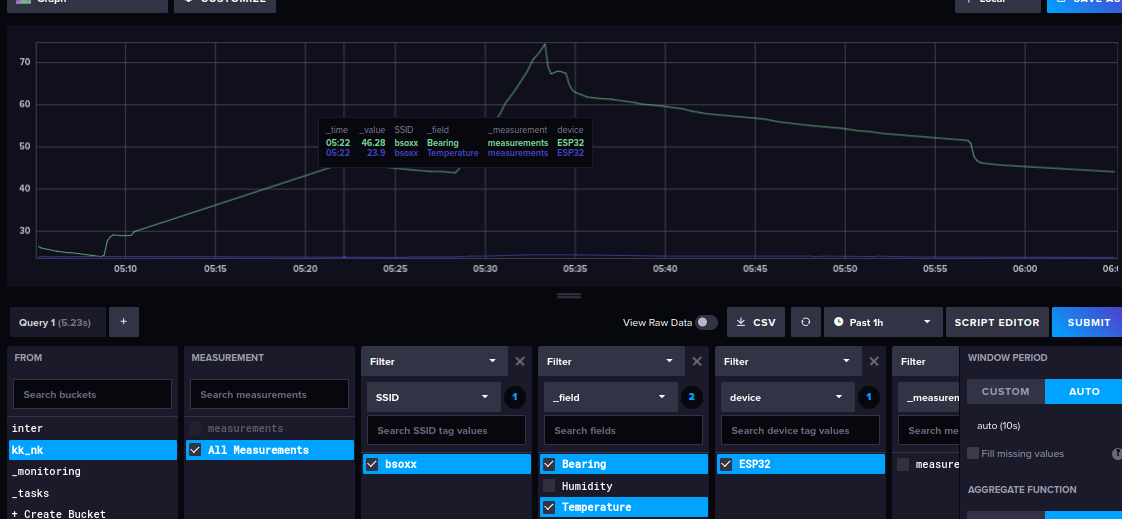 Graph CUSTOMIZE Local SAVE AS
70
60
50
40
30
_time _value SSID _field _measurement device
05:22 46.28 bsoxx Bearing measurements ESP32
05:22 23.9 bsoxx Temperature measurements ESP32
05:10 05:15 05:20 05:25 05:30 05:35 05:40 05:45 05:50 05:55 06:00 06:0
Query 1 (5.23s) + View Raw Data CSV Past 1h SCRIPT EDITOR SUBMIT
FROM
Search buckets
inter
kk_nk
_monitoring
_tasks
+ Create Bucket
MEASUREMENT
Search measurements
measurements
All Measurements
Filter
SSID 1
Search SSID tag values
bsoxx
Filter
_field 2
Search fields
Bearing
Humidity
Temperature
Filter
device 1
Search device tag values
ESP32
Filter
_measuren
Search me
measure
WINDOW PERIOD
CUSTOM AUTO
auto (10s)
Fill missing values ?
AGGREGATE FUNCTION